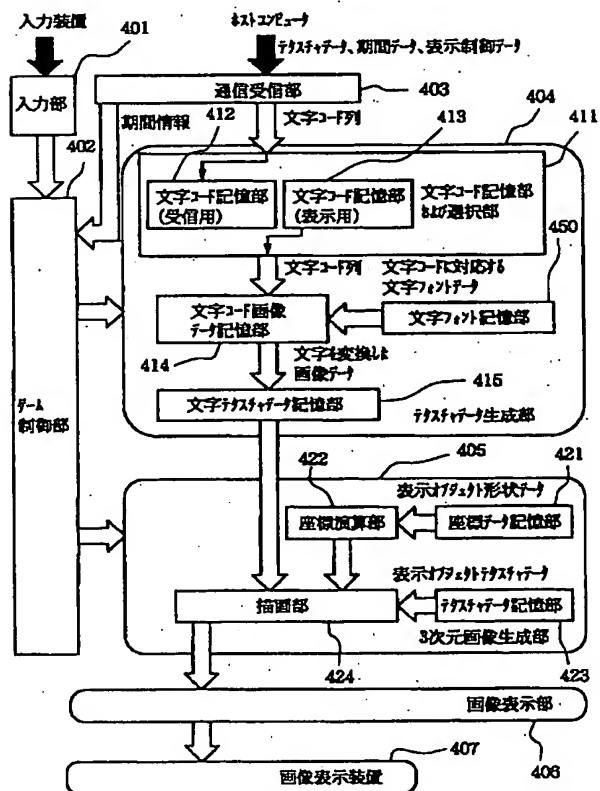 入力装置
ホストコンピュータ
401
テクスチャデータ、期間データ、表示制御データ
入力部
通信受信部
403
402
期間情報
412
文字コード列
413
404
411
文字コード記憶部
(受信用)
文字コード記憶部
(表示用)
文字コード記憶部
および選択部
文字コード列
文字コードに対応する
文字フォントデータ
450
文字コード画像
データ記憶部
文字フォント記憶部
414
文字を変換した
画像データ
415
文字テクスチャデータ記憶部
テクスチャデータ生成部
ゲーム
制御部
405
表示オブジェクト形状データ
421
422
座標演算部
座標データ記憶部
表示オブジェクトテクスチャデータ
描画部
テクスチャデータ記憶部
3次元画像生成部
424
423
画像表示部
406
407
画像表示装置